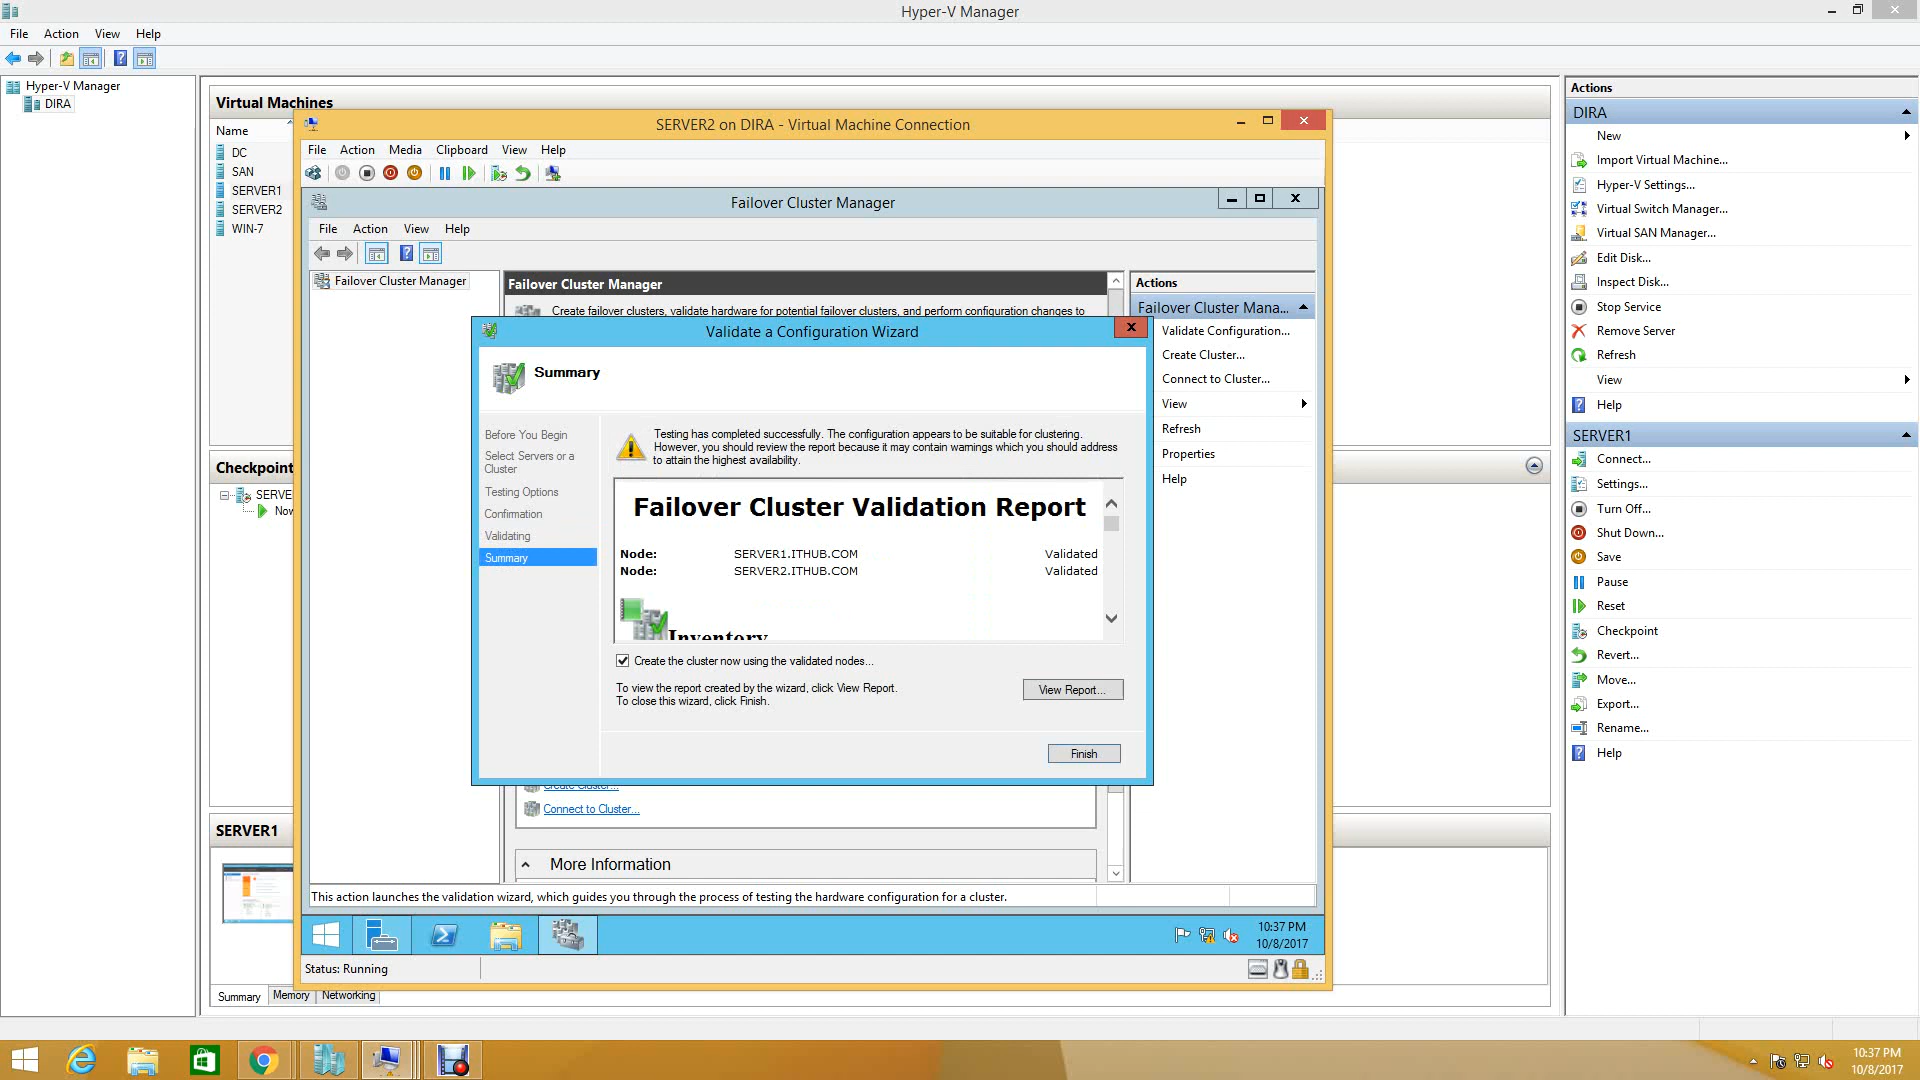 Hyper-V Manager
File Action View Help
Hyper-V Manager
DIRA
Virtual Machines
Name
DC
SAN
SERVER1
SERVER2
WIN-7
Checkpoint
SERVE
Now
SERVER1
Summary Memory Networking
SERVER2 on DIRA - Virtual Machine Connection
File Action Media Clipboard View Help
Failover Cluster Manager
File Action View Help
Failover Cluster Manager
Failover Cluster Manager
Create failover clusters, validate hardware for potential failover clusters, and perform configuration changes to
Validate a Configuration Wizard
Summary
Before You Begin
Select Servers or a
Cluster
Testing Options
Confirmation
Validating
Summary
Testing has completed successfully. The configuration appears to be suitable for clustering.
However, you should review the report because it may contain warnings which you should address
to attain the highest availability.
Failover Cluster Validation Report
Node: SERVER1.ITHUB.COM Validated
Node: SERVER2.ITHUB.COM Validated
Inventory
Create the cluster now using the validated nodes...
To view the report created by the wizard, click View Report.
To close this wizard, click Finish.
View Report...
Finish
Create Cluster...
Connect to Cluster...
More Information
This action launches the validation wizard, which guides you through the process of testing the hardware configuration for a cluster.
Actions
Failover Cluster Mana...
Validate Configuration...
Create Cluster...
Connect to Cluster...
View
Refresh
Properties
Help
10:37 PM
10/8/2017
Status: Running
Actions
DIRA
New
Import Virtual Machine...
Hyper-V Settings...
Virtual Switch Manager...
Virtual SAN Manager...
Edit Disk...
Inspect Disk...
Stop Service
Remove Server
Refresh
View
Help
SERVER1
Connect...
Settings...
Turn Off...
Shut Down...
Save
Pause
Reset
Checkpoint
Revert...
Move...
Export...
Rename...
Help
10:37 PM
10/8/2017